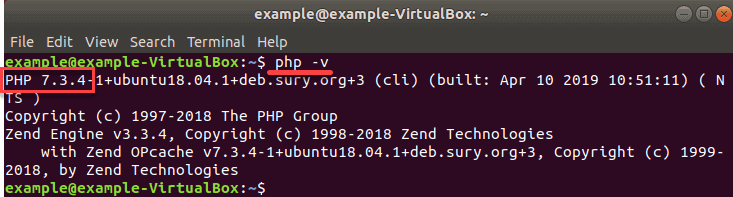 example@example-VirtualBox: ~
File Edit View Search Terminal Help
example@example-VirtualBox:~$ php -v
PHP 7.3.4-1+ubuntu18.04.1+deb.sury.org+3 (cli) (built: Apr 10 2019 10:51:11) ( N
TS )
Copyright (c) 1997-2018 The PHP Group
Zend Engine v3.3.4, Copyright (c) 1998-2018 Zend Technologies
    with Zend OPcache v7.3.4-1+ubuntu18.04.1+deb.sury.org+3, Copyright (c) 1999-
2018, by Zend Technologies
example@example-VirtualBox:~$